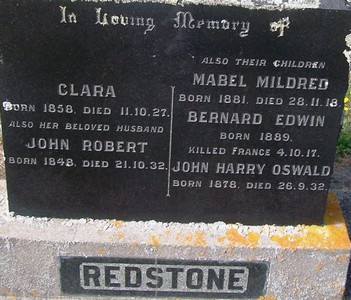 In Loving Memory of
CLARA
BORN 1858, DIED 11.10.27.
ALSO HER BELOVED HUSBAND
JOHN ROBERT
BORN 1848, DIED 21.10.32.
ALSO THEIR CHILDREN
MABEL MILDRED
BORN 1881, DIED 28.11.18.
BERNARD EDWIN
BORN 1889,
KILLED FRANCE 4.10.17.
JOHN HARRY OSWALD
BORN 1878, DIED 26.9.32.
REDSTONE